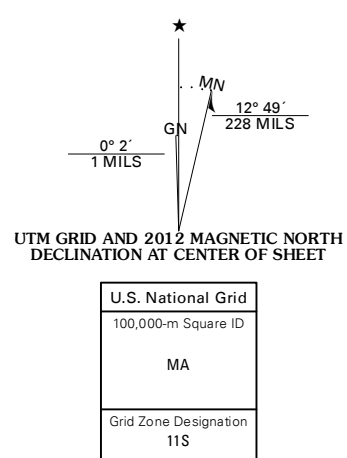 MN
12° 49´
228 MILS
GN
0° 2´
1 MILS
UTM GRID AND 2012 MAGNETIC NORTH
DECLINATION AT CENTER OF SHEET
U.S. National Grid
100,000-m Square ID
MA
Grid Zone Designation
11S